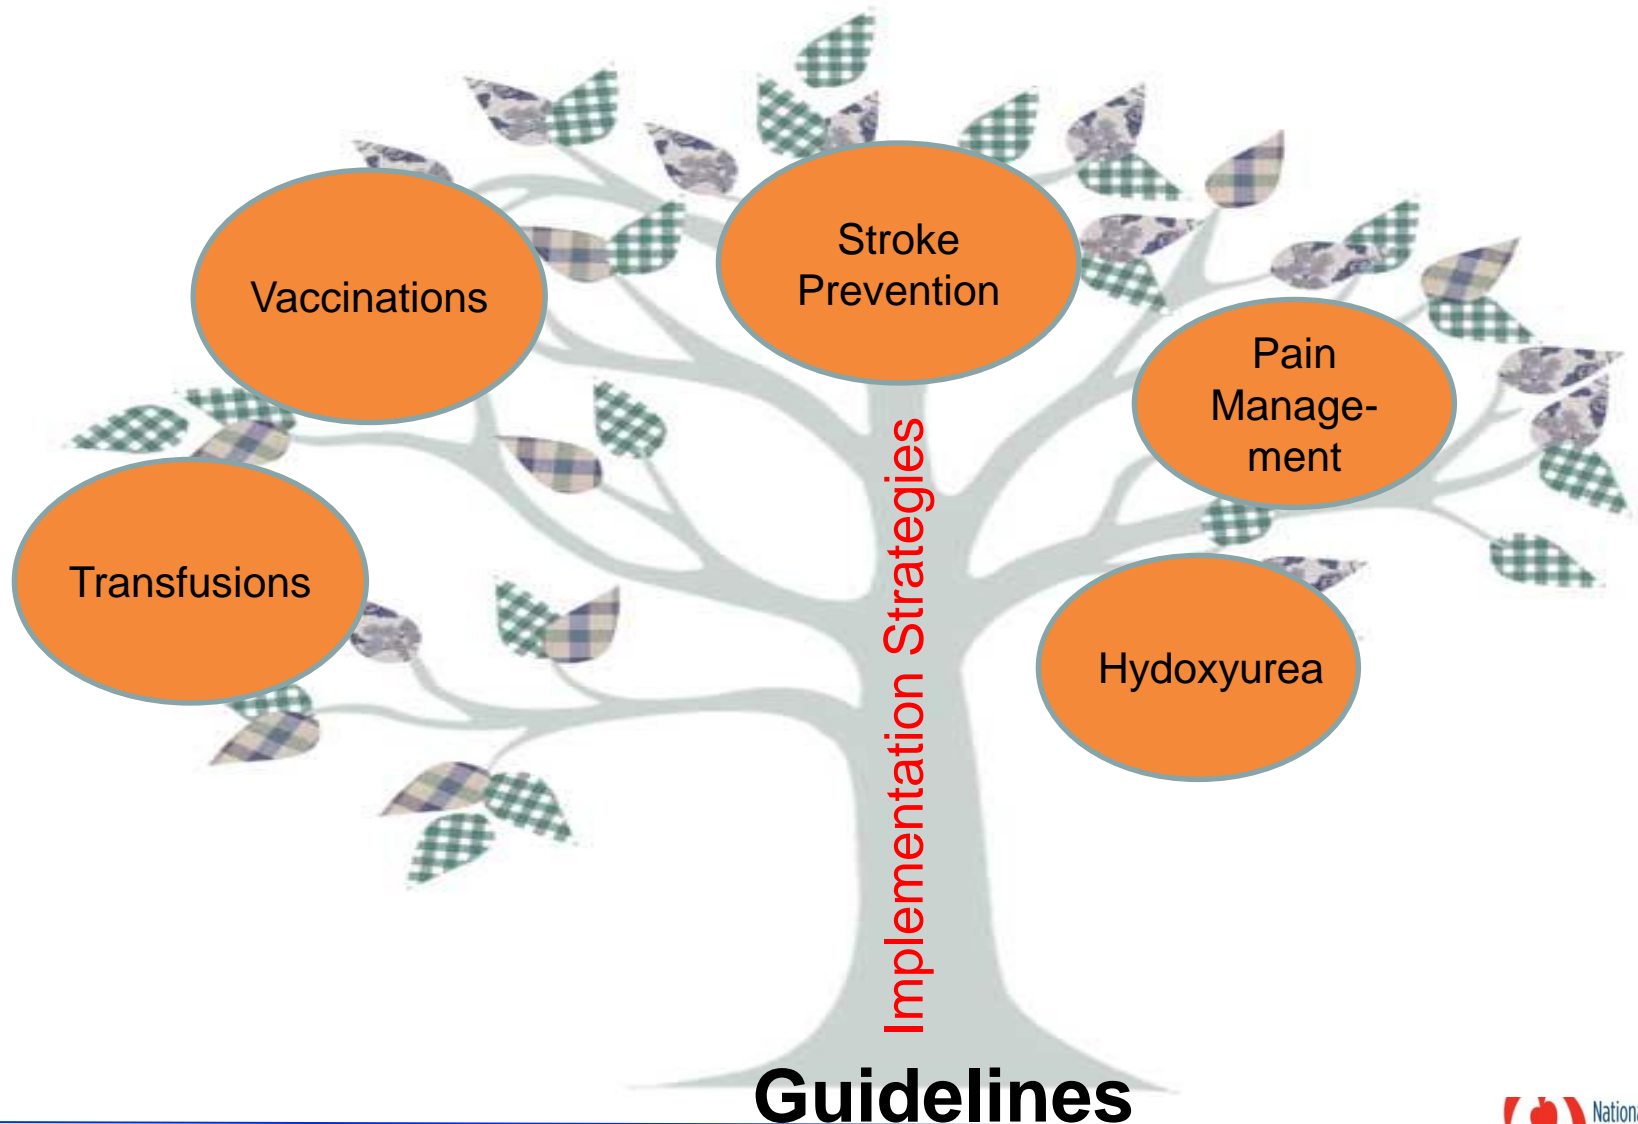 Stroke
Prevention
Vaccinations
Pain
Manage-
ment
Transfusions
Hydoxyurea
Implementation Strategies
Guidelines